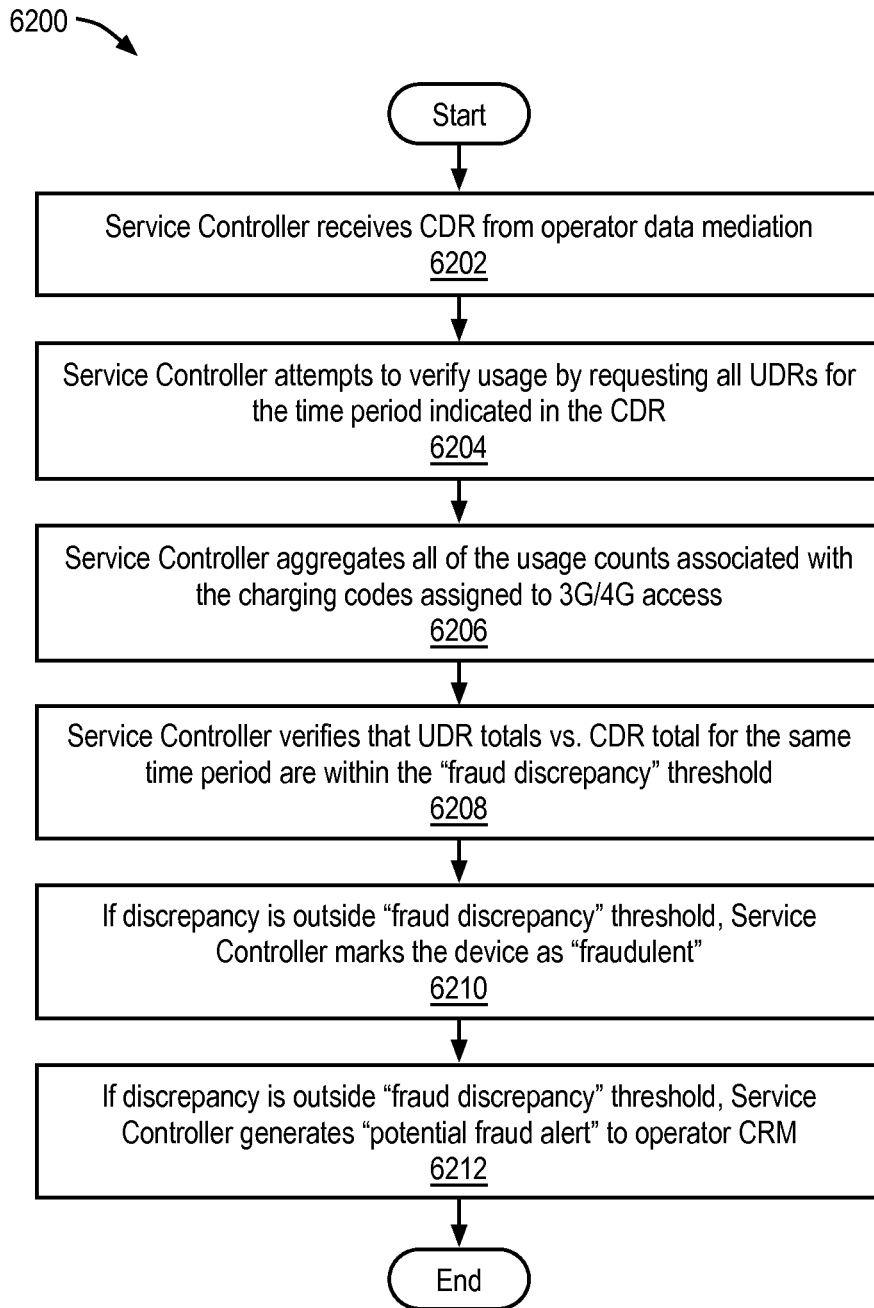 6200
Start
Service Controller receives CDR from operator data mediation
6202
Service Controller attempts to verify usage by requesting all UDRs for
the time period indicated in the CDR
6204
Service Controller aggregates all of the usage counts associated with
the charging codes assigned to 3G/4G access
6206
Service Controller verifies that UDR totals vs. CDR total for the same
time period are within the “fraud discrepancy” threshold
6208
If discrepancy is outside “fraud discrepancy” threshold, Service
Controller marks the device as “fraudulent”
6210
If discrepancy is outside “fraud discrepancy” threshold, Service
Controller generates “potential fraud alert” to operator CRM
6212
End